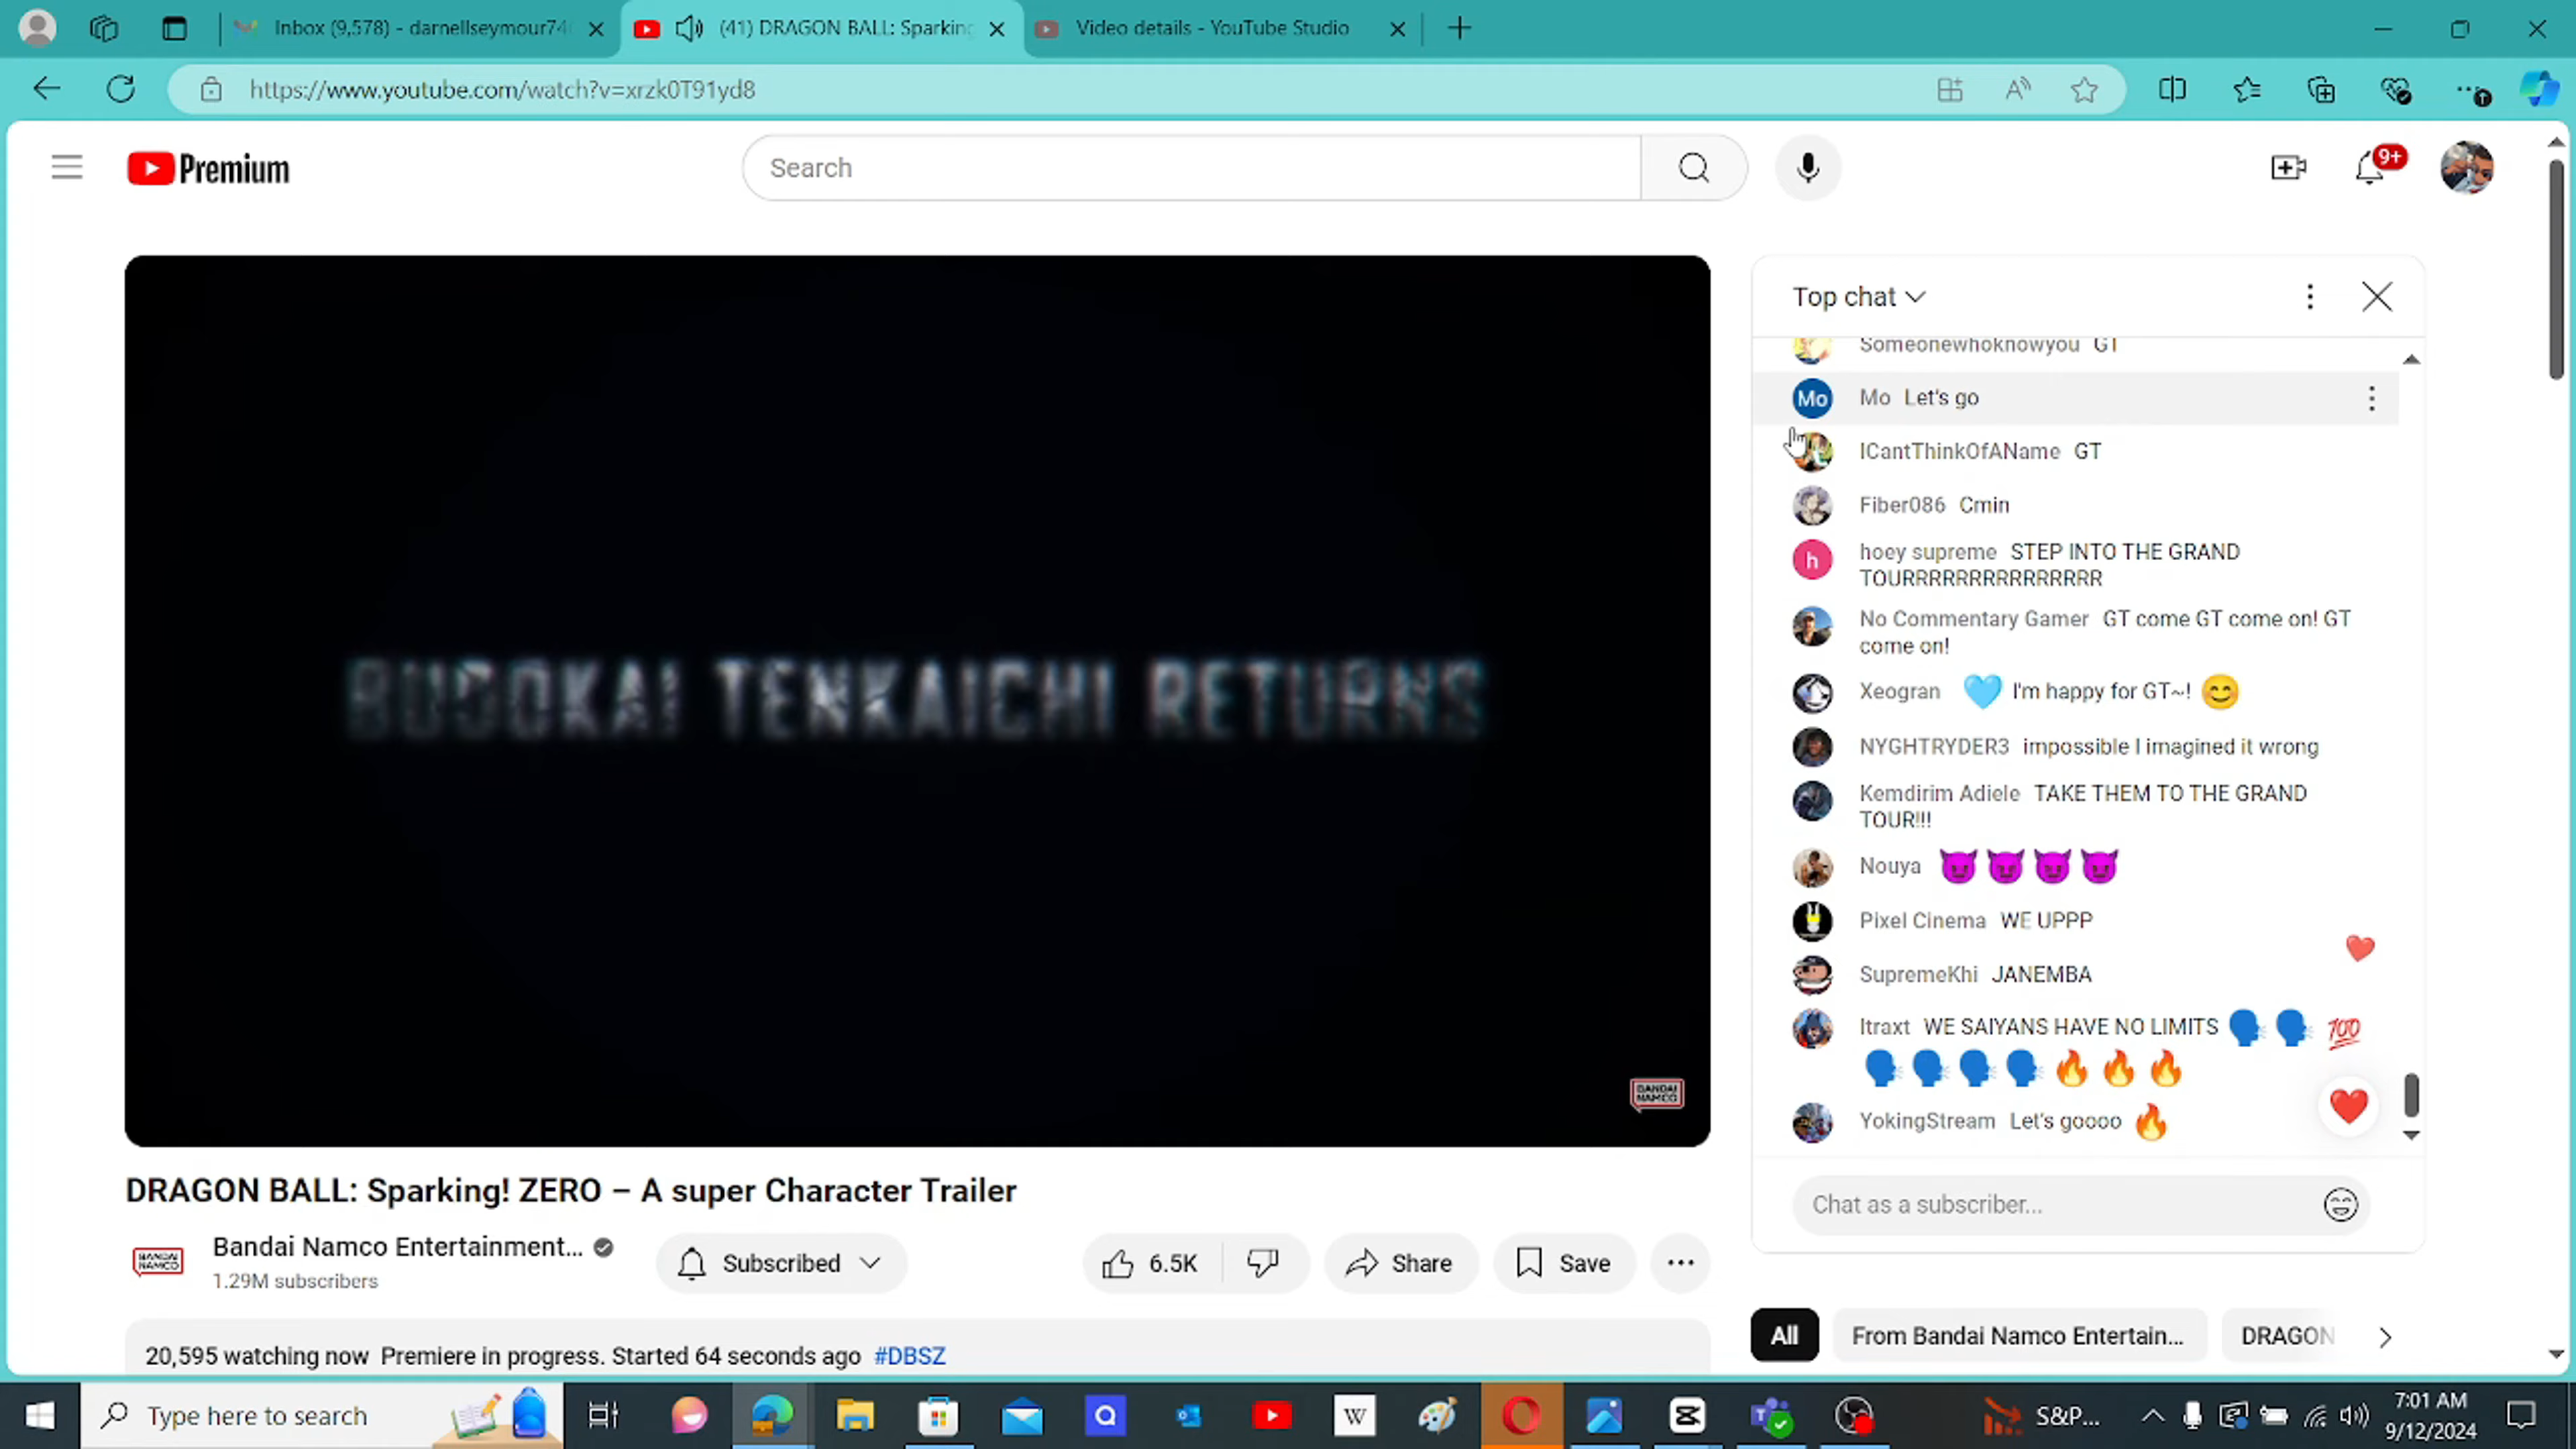 Inbox (9,578) - darnellseymour74
(41) DRAGON BALL: Sparking
Video details - YouTube Studio
https://www.youtube.com/watch?v=xrzk0T91yd8
Premium
Search
9+
BUDOKAI TENKAICHI RETURNS
BANDAI NAMCO
Top chat
Someonewhoknowyou GT
Mo Mo Let's go
ICantThinkOfAName GT
Fiber086 Cmin
h hoey supreme STEP INTO THE GRAND
TOURRRRRRRRRRRRRRR
No Commentary Gamer GT come GT come on! GT
come on!
Xeogran 🩵 I'm happy for GT~! 😊
NYGHTRYDER3 impossible I imagined it wrong
Kemdirim Adiele TAKE THEM TO THE GRAND
TOUR!!!
Nouya 😈😈😈😈
Pixel Cinema WE UPPP
SupremeKhi JANEMBA
Itraxt WE SAIYANS HAVE NO LIMITS 🗣️🗣️💯
🗣️🗣️🗣️🗣️🔥🔥🔥
YokingStream Let's goooo 🔥
Chat as a subscriber...
DRAGON BALL: Sparking! ZERO – A super Character Trailer
BANDAI NAMCO
Bandai Namco Entertainment...
1.29M subscribers
Subscribed
6.5K
Share
Save
20,595 watching now Premiere in progress. Started 64 seconds ago #DBSZ
All
From Bandai Namco Entertain...
DRAGON
Type here to search
W
S&P...
7:01 AM
9/12/2024